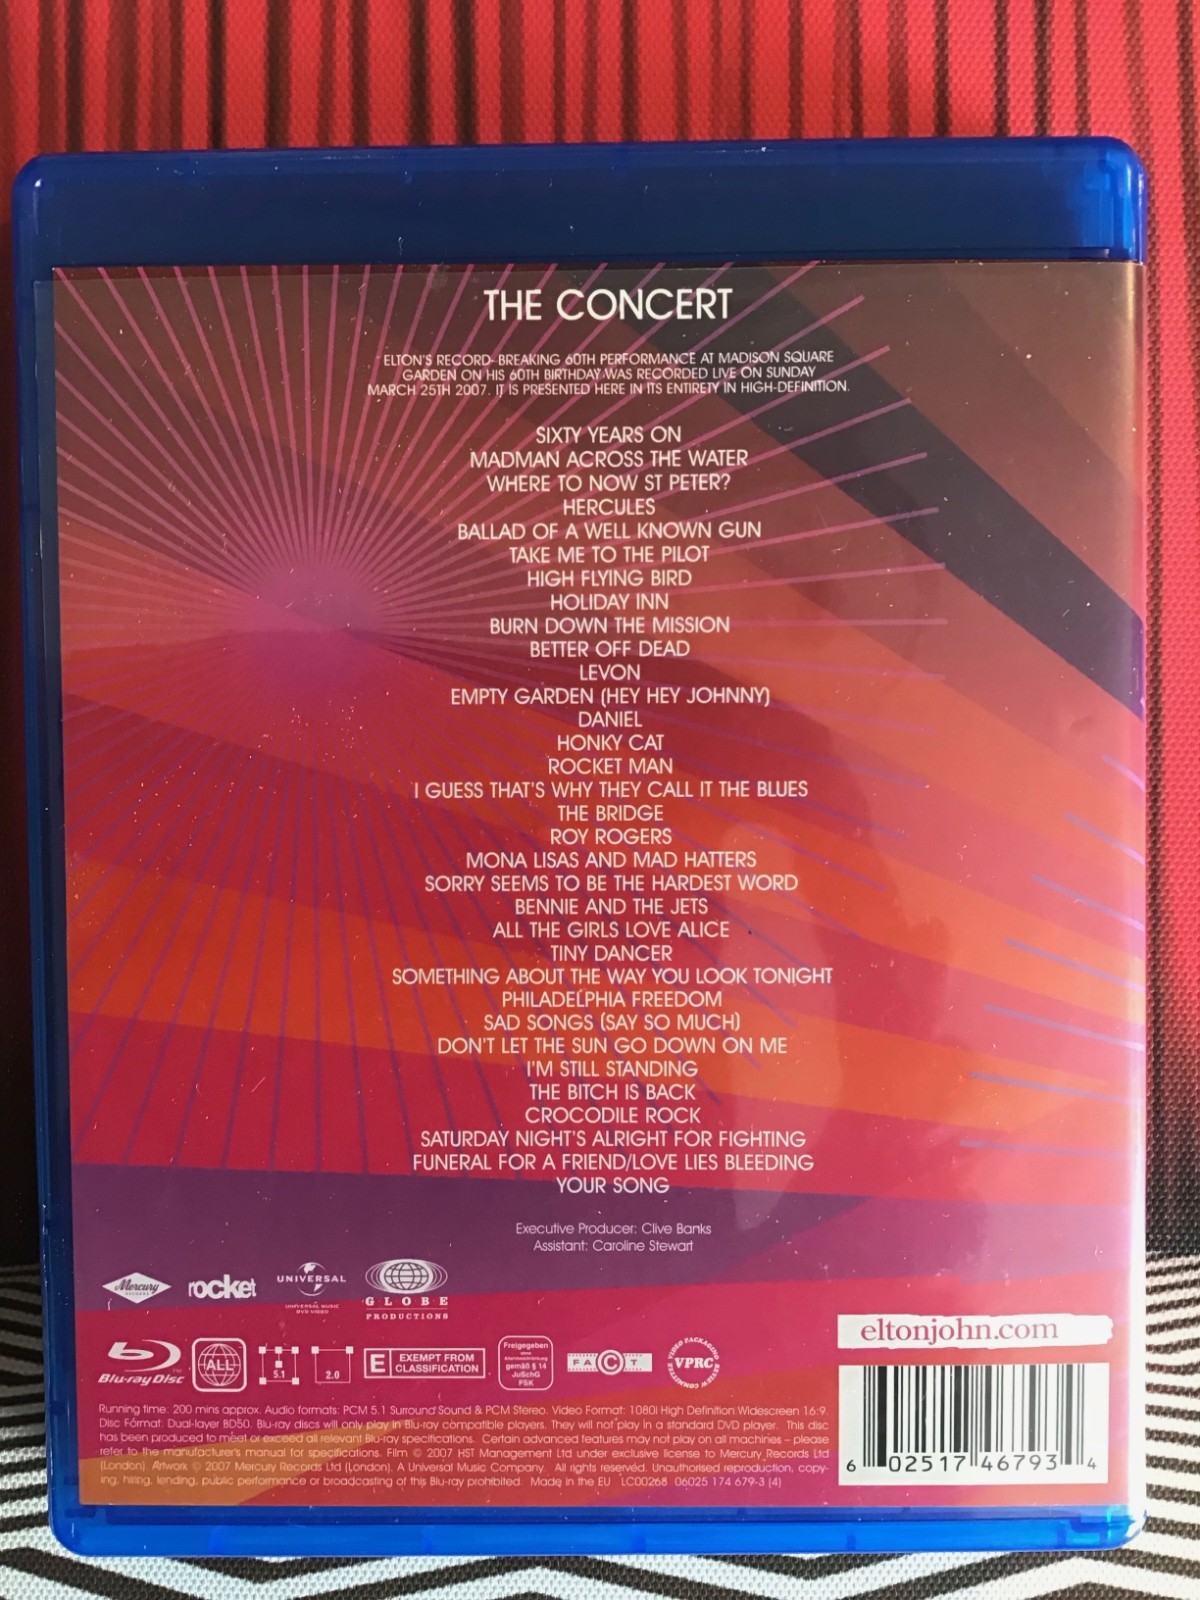 THE CONCERT
ELTON'S RECORD-BREAKING 60TH PERFORMANCE AT MADISON SQUARE
GARDEN ON HIS 60TH BIRTHDAY WAS RECORDED LIVE ON SUNDAY
MARCH 25TH 2007. IT IS PRESENTED HERE IN ITS ENTIRETY IN HIGH-DEFINITION.
SIXTY YEARS ON
MADMAN ACROSS THE WATER
WHERE TO NOW ST PETER?
HERCULES
BALLAD OF A WELL KNOWN GUN
TAKE ME TO THE PILOT
HIGH FLYING BIRD
HOLIDAY INN
BURN DOWN THE MISSION
BETTER OFF DEAD
LEVON
EMPTY GARDEN (HEY HEY JOHNNY)
DANIEL
HONKY CAT
ROCKET MAN
I GUESS THAT'S WHY THEY CALL IT THE BLUES
THE BRIDGE
ROY ROGERS
MONA LISAS AND MAD HATTERS
SORRY SEEMS TO BE THE HARDEST WORD
BENNIE AND THE JETS
ALL THE GIRLS LOVE ALICE
TINY DANCER
SOMETHING ABOUT THE WAY YOU LOOK TONIGHT
PHILADELPHIA FREEDOM
SAD SONGS (SAY SO MUCH)
DON'T LET THE SUN GO DOWN ON ME
I'M STILL STANDING
THE BITCH IS BACK
CROCODILE ROCK
SATURDAY NIGHT'S ALRIGHT FOR FIGHTING
FUNERAL FOR A FRIEND/LOVE LIES BLEEDING
YOUR SONG
Executive Producer: Clive Banks
Assistant: Caroline Stewart
Mercury
RECORDS
rocket
UNIVERSAL
UNIVERSAL MUSIC
DVD VIDEO
GLOBE
PRODUCTIONS
eltonjohn.com
Blu-ray Disc
ALL
5.1
2.0
E EXEMPT FROM
CLASSIFICATION
Freigegeben
ohne
Altersbeschränkung
gemäß § 14
JuSchG
FSK
FACT
VIDEO PACKAGING REVIEW COMMITTEE
VPRC
Running time: 200 mins approx. Audio formats: PCM 5.1 Surround Sound & PCM Stereo. Video Format: 1080i High Definition Widescreen 16:9.
Disc Format: Dual-layer BD50. Blu-ray discs will only play in Blu-ray compatible players. They will not play in a standard DVD player. This disc
has been produced to meet or exceed all relevant Blu-ray specifications. Certain advanced features may not play on all machines – please
refer to the manufacturer's manual for specifications. Film © 2007 HST Management Ltd under exclusive license to Mercury Records Ltd
(London). Artwork © 2007 Mercury Records Ltd (London). A Universal Music Company. All rights reserved. Unauthorised reproduction, copy-
ing, hiring, lending, public performance or broadcasting of this Blu-ray prohibited. Made in the EU LC00268 06025 174 679-3 (4)
6 02517 46793 4